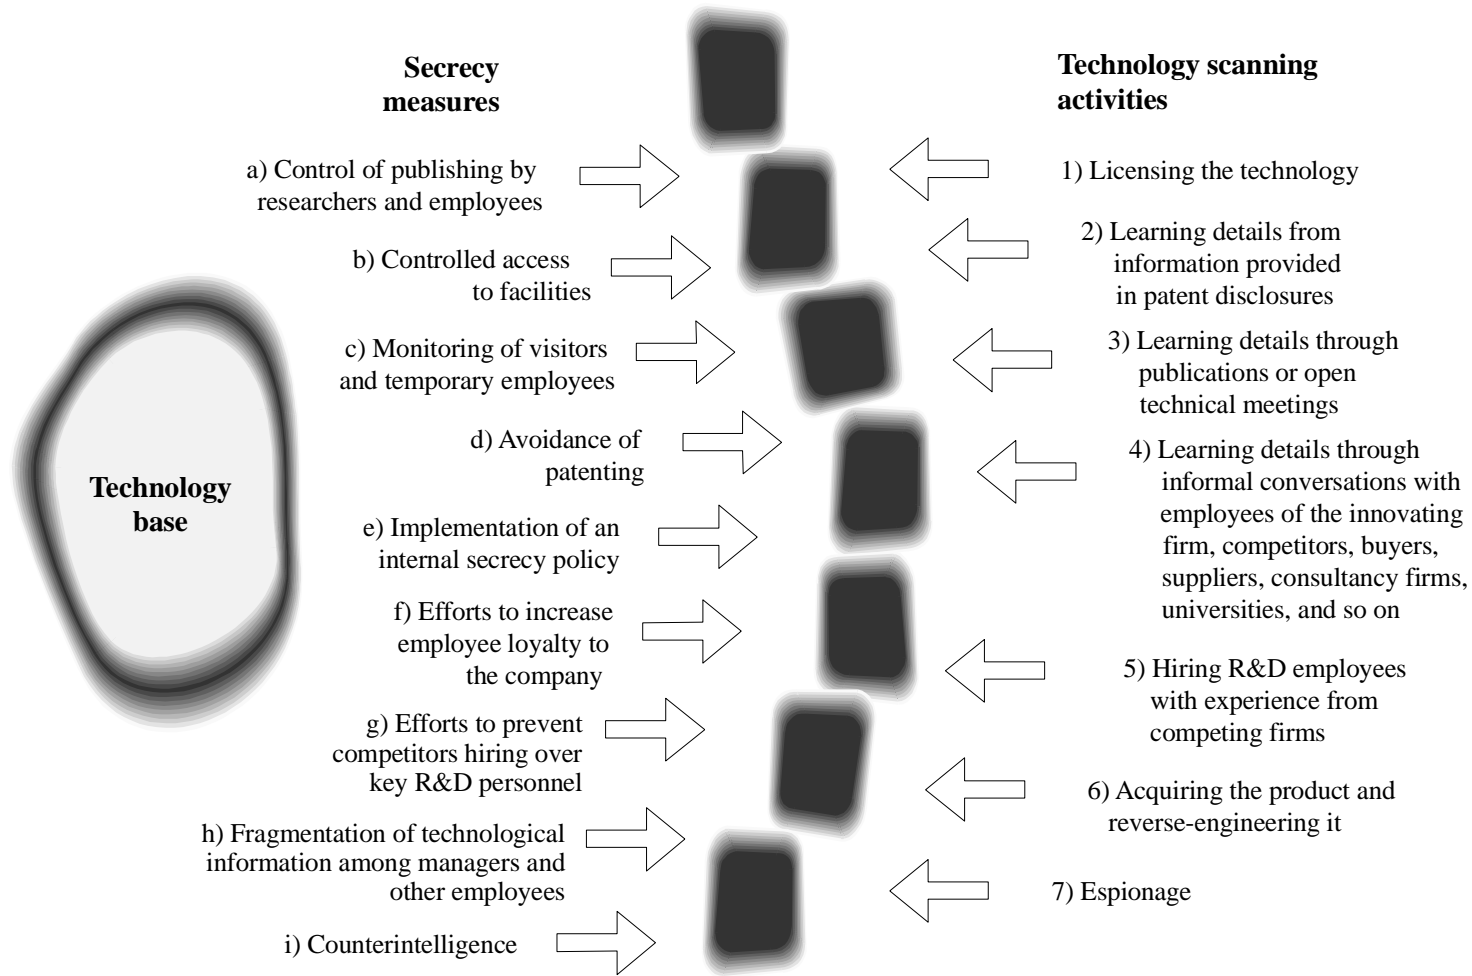 Secrecy
measures
a) Control of publishing by
researchers and employees
b) Controlled access
to facilities
c) Monitoring of visitors
and temporary employees
d) Avoidance of
patenting
e) Implementation of an
internal secrecy policy
f) Efforts to increase
employee loyalty to
the company
g) Efforts to prevent
competitors hiring over
key R&D personnel
h) Fragmentation of technological
information among managers and
other employees
i) Counterintelligence
Technology
base
Technology scanning
activities
1) Licensing the technology
2) Learning details from
information provided
in patent disclosures
3) Learning details through
publications or open
technical meetings
4) Learning details through
informal conversations with
employees of the innovating
firm, competitors, buyers,
suppliers, consultancy firms,
universities, and so on
5) Hiring R&D employees
with experience from
competing firms
6) Acquiring the product and
reverse-engineering it
7) Espionage